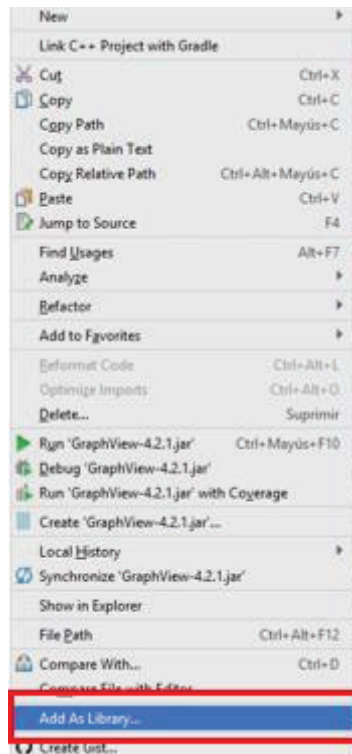 New
Link C++ Project with Gradle
Cut Ctrl+X
Copy Ctrl+C
Copy Path Ctrl+Mayús+C
Copy as Plain Text
Copy Relative Path Ctrl+Alt+Mayús+C
Paste Ctrl+V
Jump to Source F4
Find Usages Alt+F7
Analyze
Refactor
Add to Favorites
Reformat Code Ctrl+Alt+L
Optimize Imports Ctrl+Alt+O
Delete... Suprimir
Run 'GraphView-4.2.1.jar' Ctrl+Mayús+F10
Debug 'GraphView-4.2.1.jar'
Run 'GraphView-4.2.1.jar' with Coverage
Create 'GraphView-4.2.1.jar'...
Local History
Synchronize 'GraphView-4.2.1.jar'
Show in Explorer
File Path Ctrl+Alt+F12
Compare With... Ctrl+D
Compare File with Editor
Add As Library...
Create Gist...